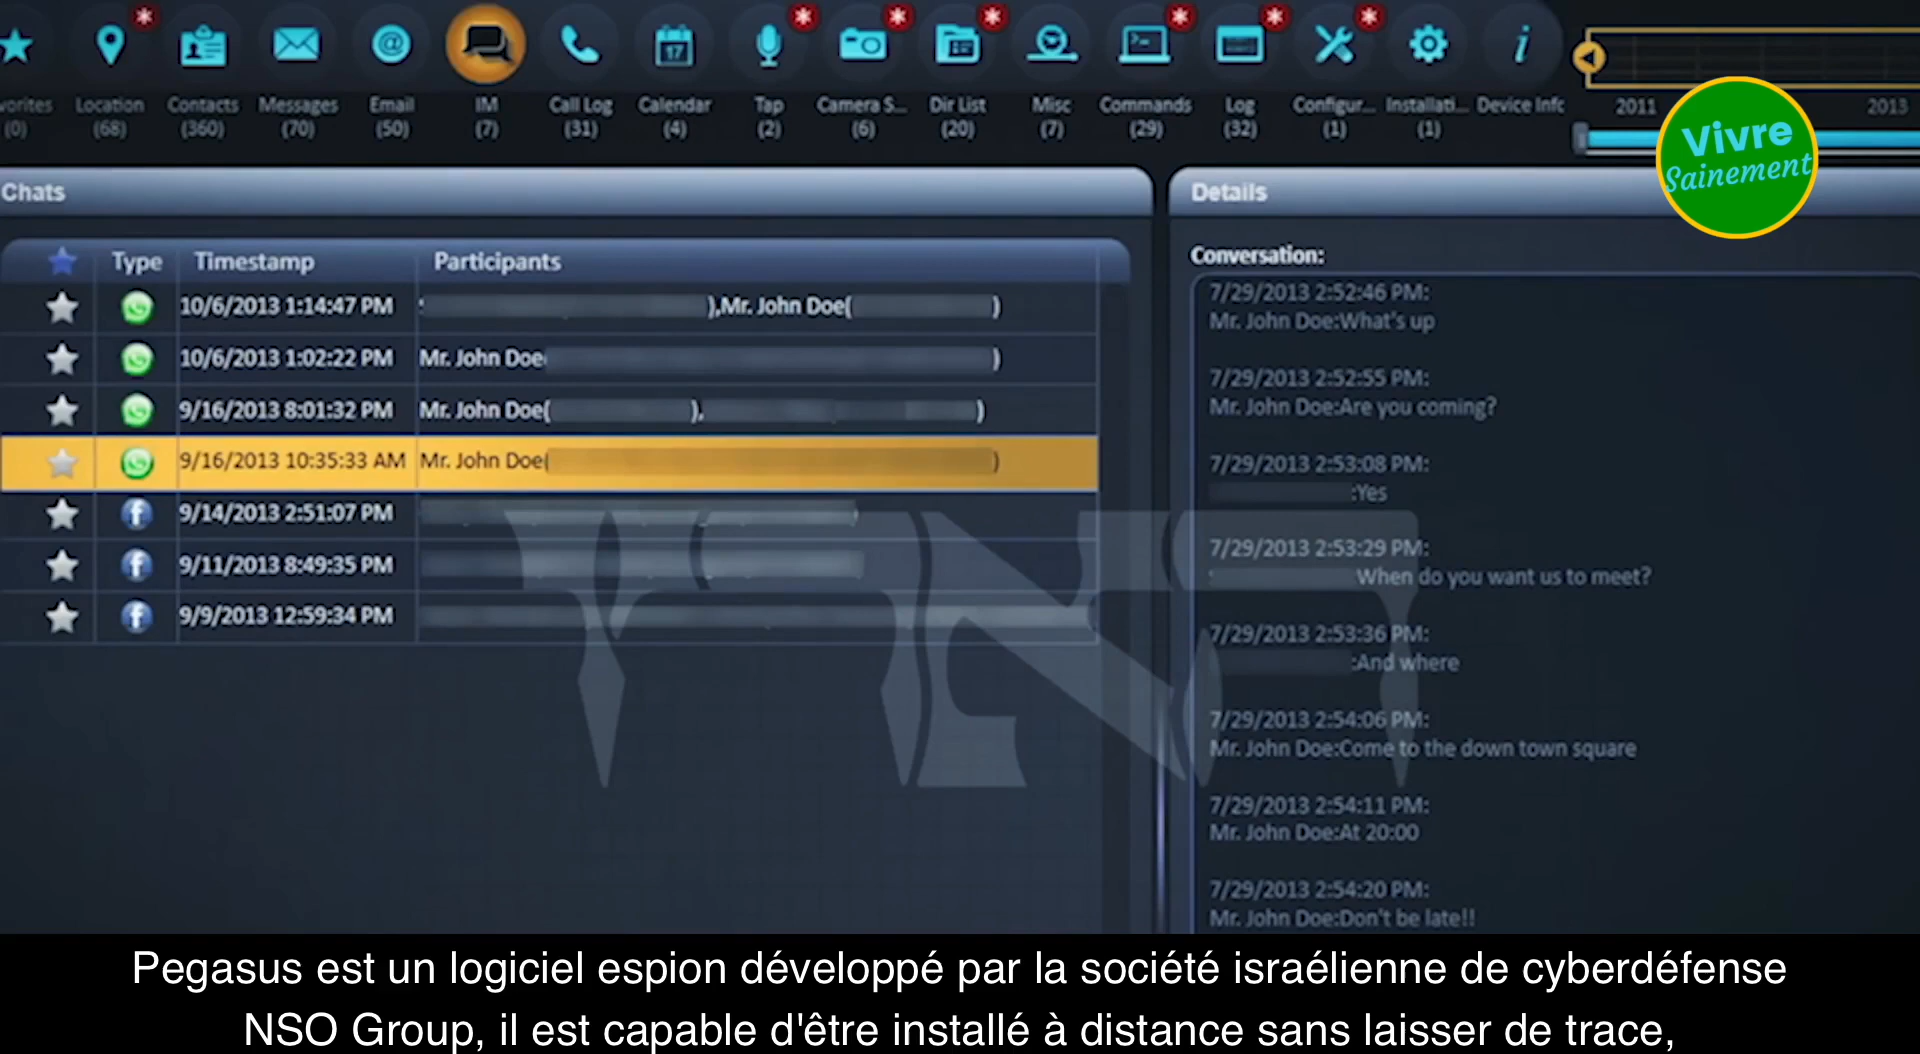 Location
Contacts
Messages
Email
IM
Call Log
Calendar
Tap
Camera S...
Dir List
Misc
Commands
Log
Configur...
Installati...
Device Info
(0)
(68)
(360)
(70)
(50)
(7)
(31)
(4)
(2)
(6)
(20)
(7)
(29)
(32)
(1)
(1)
17
2011
2013
Vivre
Sainement
Chats
Type Timestamp Participants
10/6/2013 1:14:47 PM ),Mr. John Doe( )
10/6/2013 1:02:22 PM Mr. John Doe )
9/16/2013 8:01:32 PM Mr. John Doe( ), )
9/16/2013 10:35:33 AM Mr. John Doe( )
9/14/2013 2:51:07 PM
9/11/2013 8:49:35 PM
9/9/2013 12:59:34 PM
Details
Conversation:
7/29/2013 2:52:46 PM:
Mr. John Doe:What's up
7/29/2013 2:52:55 PM:
Mr. John Doe:Are you coming?
7/29/2013 2:53:08 PM:
:Yes
7/29/2013 2:53:29 PM:
When do you want us to meet?
7/29/2013 2:53:36 PM:
:And where
7/29/2013 2:54:06 PM:
Mr. John Doe:Come to the down town square
7/29/2013 2:54:11 PM:
Mr. John Doe:At 20:00
7/29/2013 2:54:20 PM:
Mr. John Doe:Don't be late!!
Pegasus est un logiciel espion développé par la société israélienne de cyberdéfense
NSO Group, il est capable d'être installé à distance sans laisser de trace,